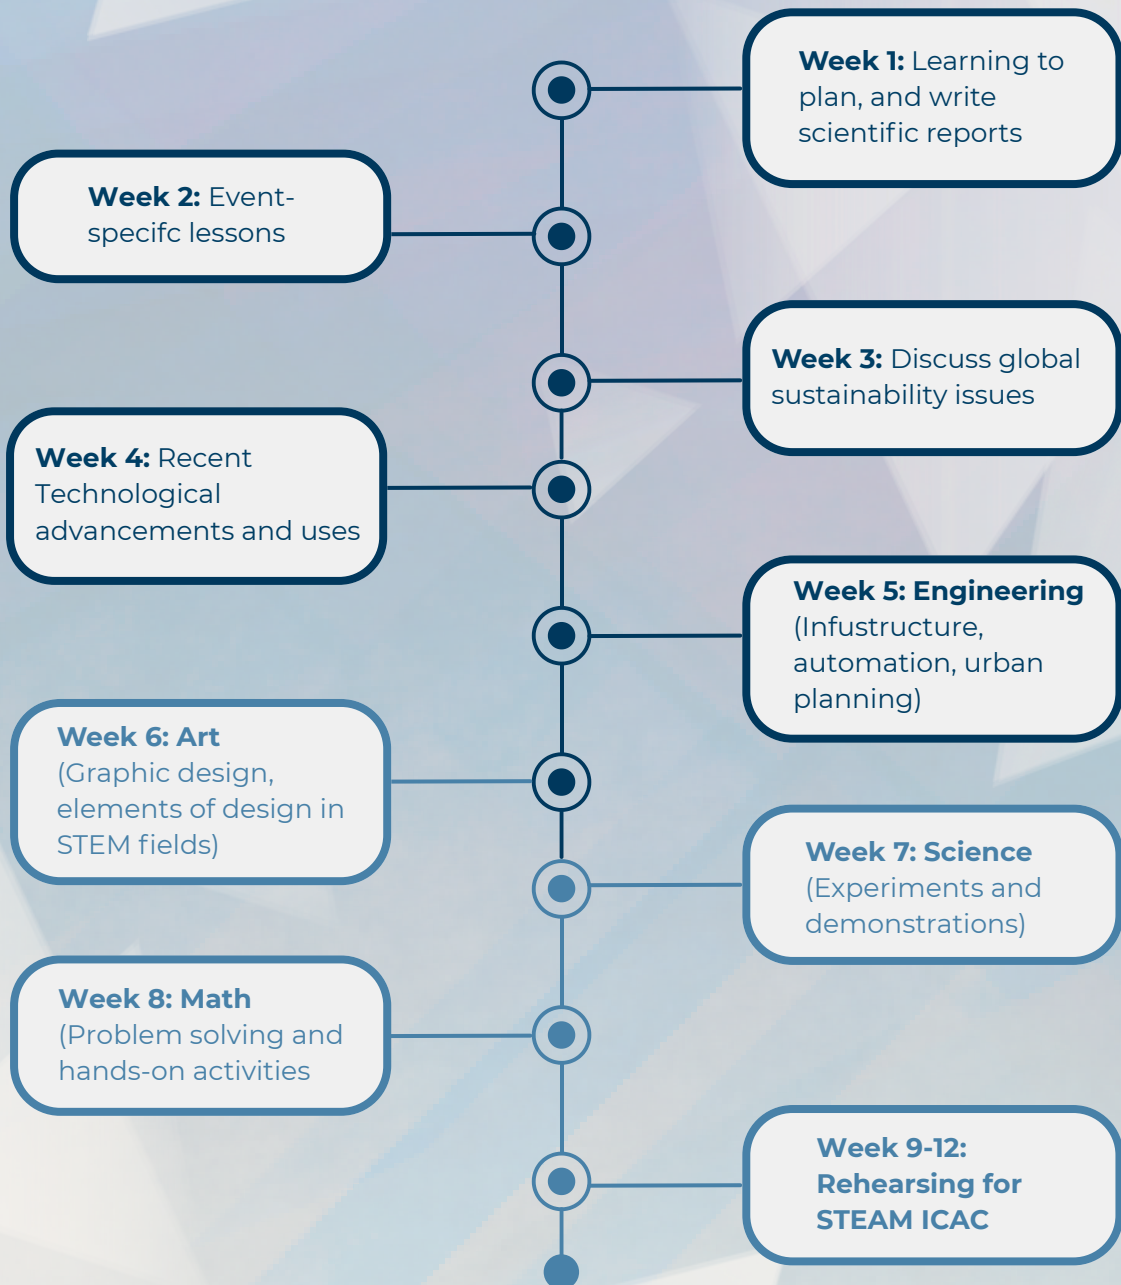 Week 1: Learning to
plan, and write
scientific reports
Week 2: Event-
specifc lessons
Week 3: Discuss global
sustainability issues
Week 4: Recent
Technological
advancements and uses
Week 5: Engineering
(Infustructure,
automation, urban
planning)
Week 6: Art
(Graphic design,
elements of design in
STEM fields)
Week 7: Science
(Experiments and
demonstrations)
Week 8: Math
(Problem solving and
hands-on activities
Week 9-12:
Rehearsing for
STEAM ICAC